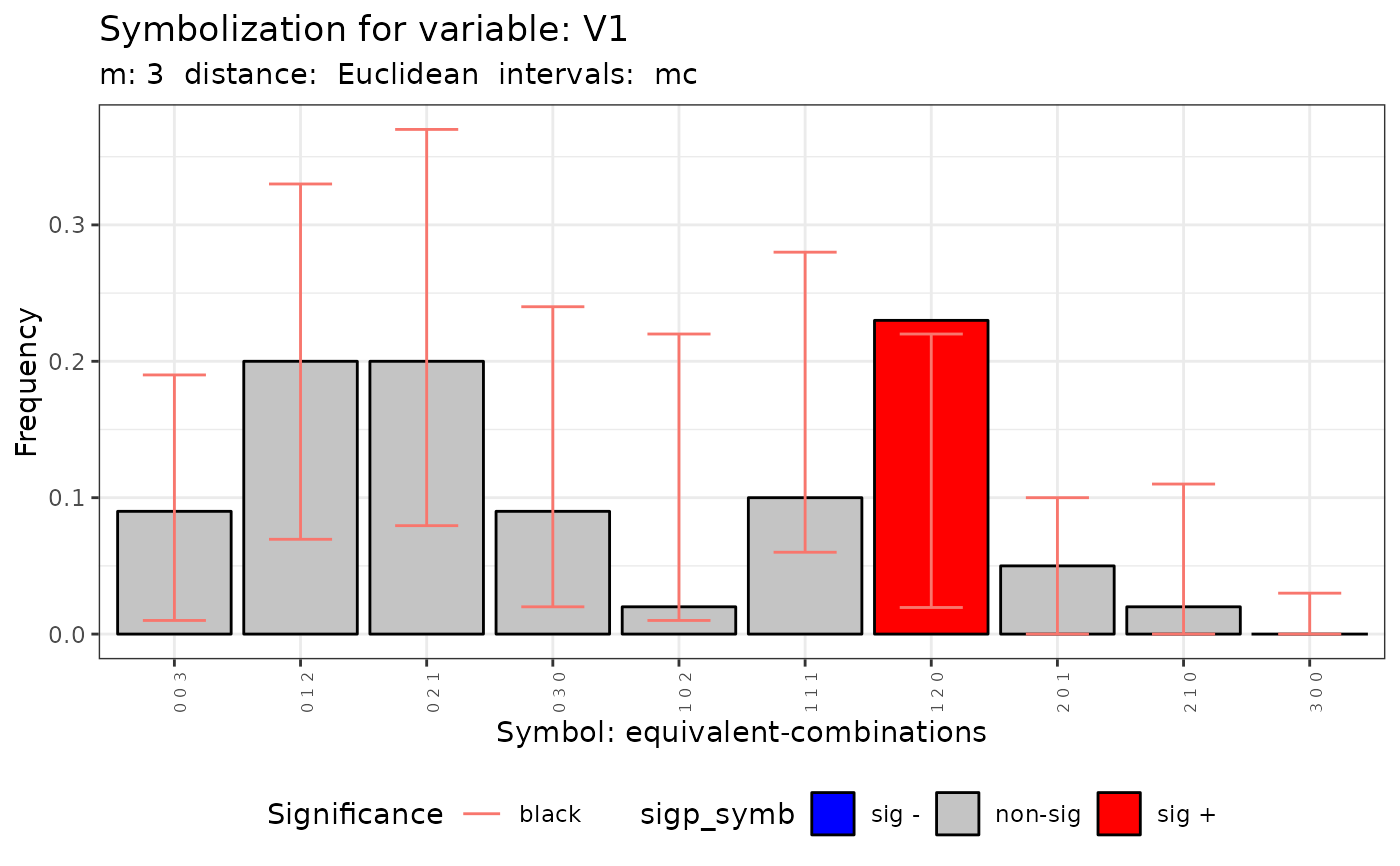 Symbolization for variable: V1
m: 3  distance:  Euclidean  intervals:  mc
Frequency
0.3
0.2
0.1
0.0
0 0 3
0 1 2
0 2 1
0 3 0
1 0 2
1 1 1
1 2 0
2 0 1
2 1 0
3 0 0
Symbol: equivalent-combinations
Significance black sigp_symb sig - non-sig sig +